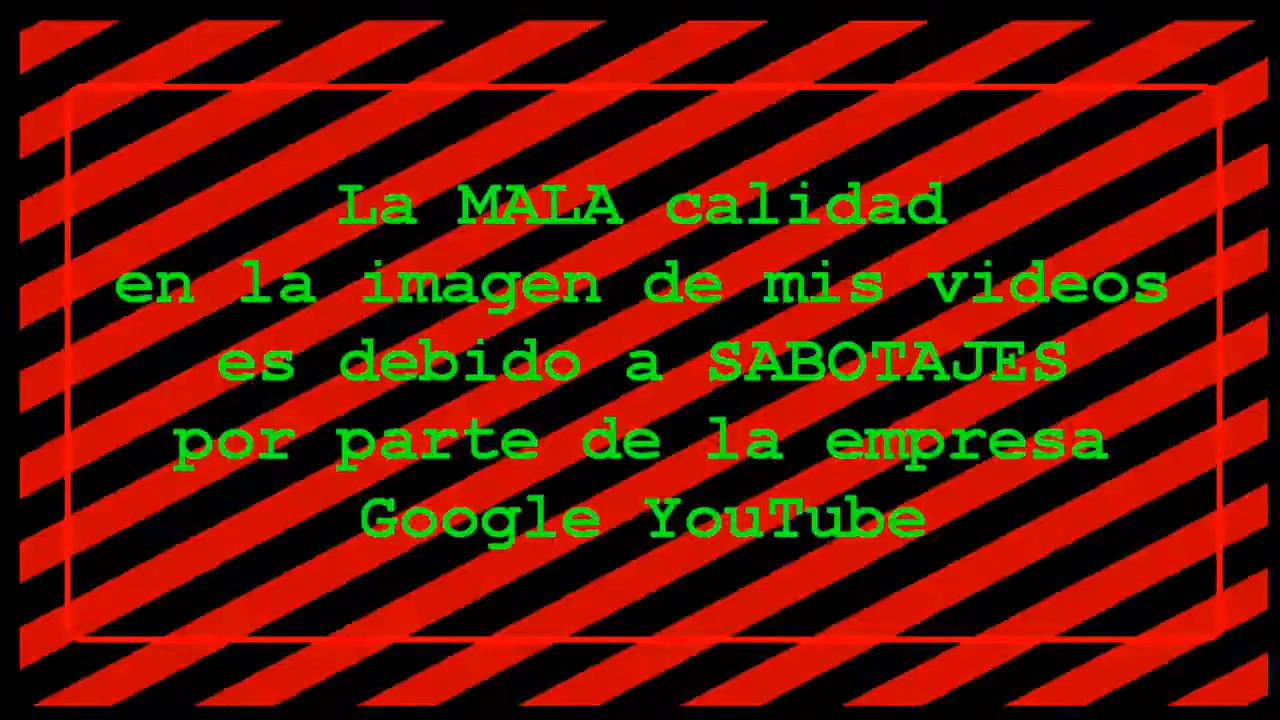 La MALA calidad
en la imagen de mis videos
es debido a SABOTAJES
por parte de la empresa
Google YouTube